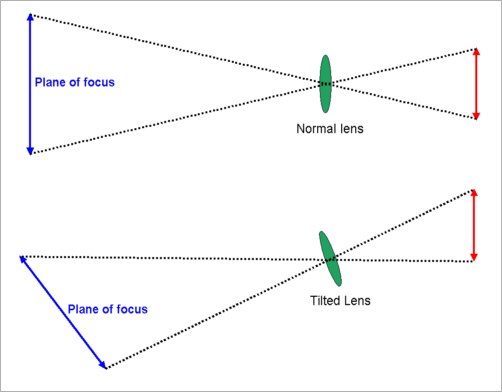 Plane of focus
Normal lens
Plane of focus
Tilted Lens